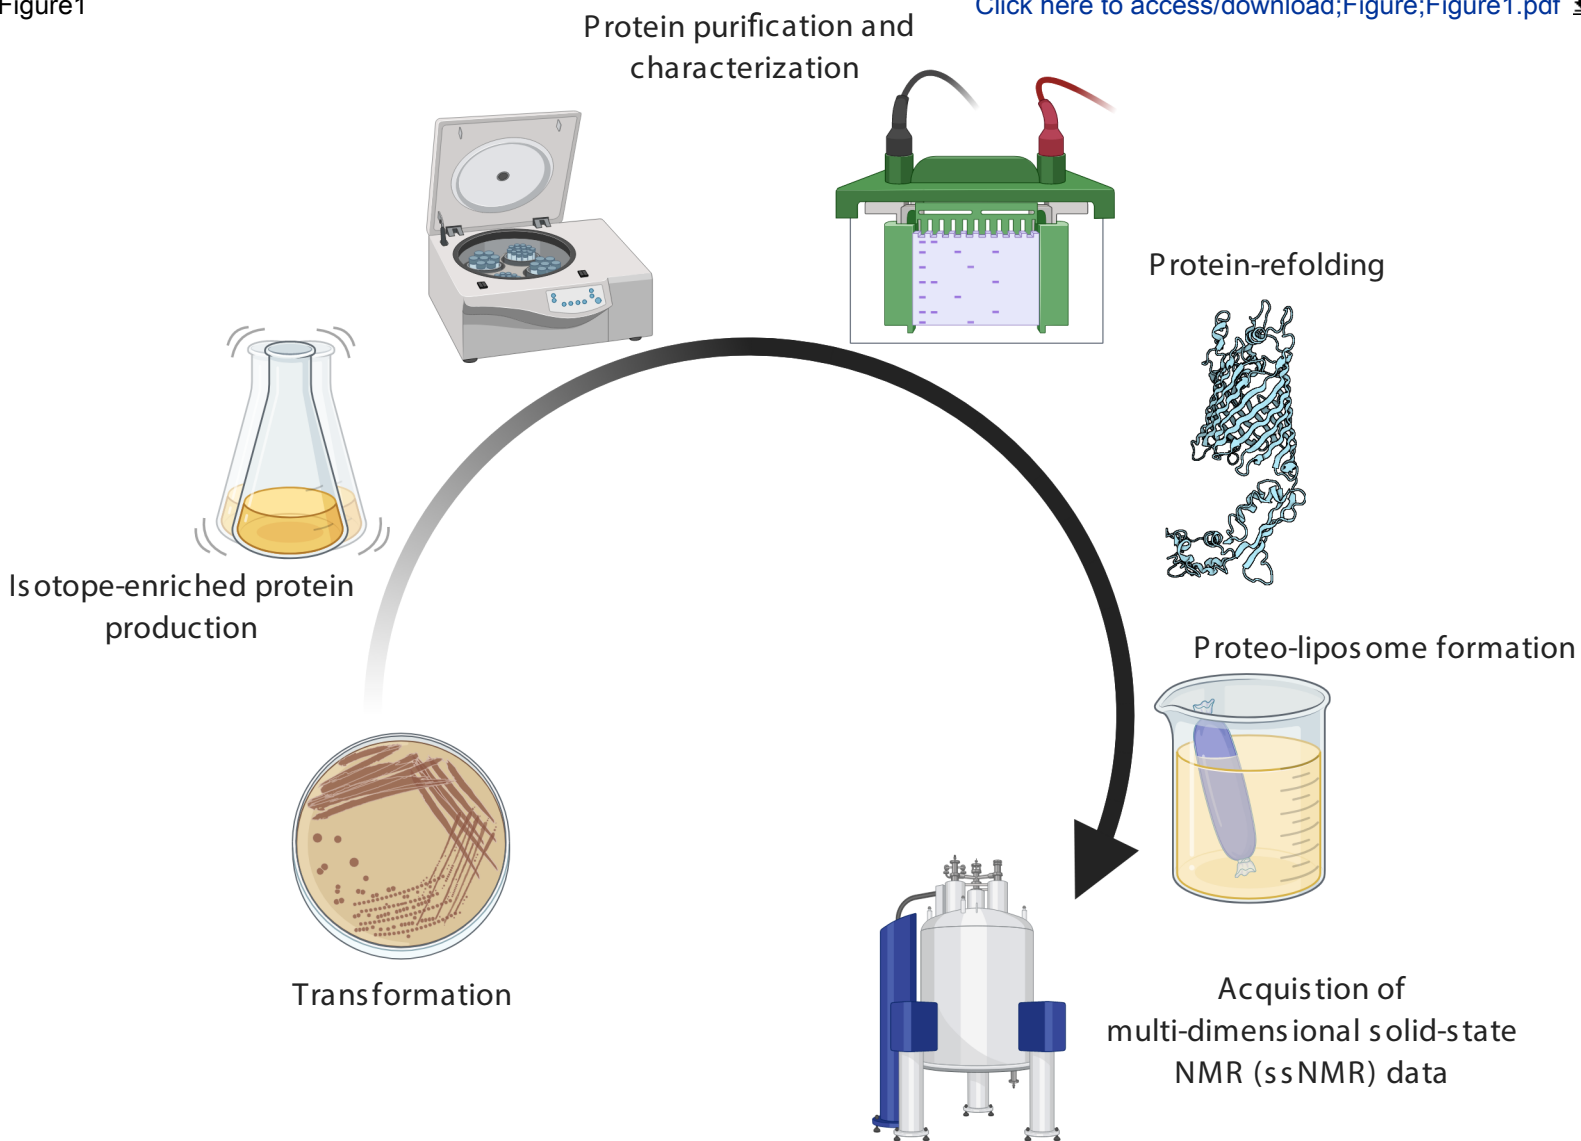 Figure1
Click here to access/download;Figure;Figure1.pdf
Protein purification and
characterization
Protein-refolding
Isotope-enriched protein
production
Proteo-liposome formation
Transformation
Acquistion of
multi-dimensional solid-state
NMR (ssNMR) data